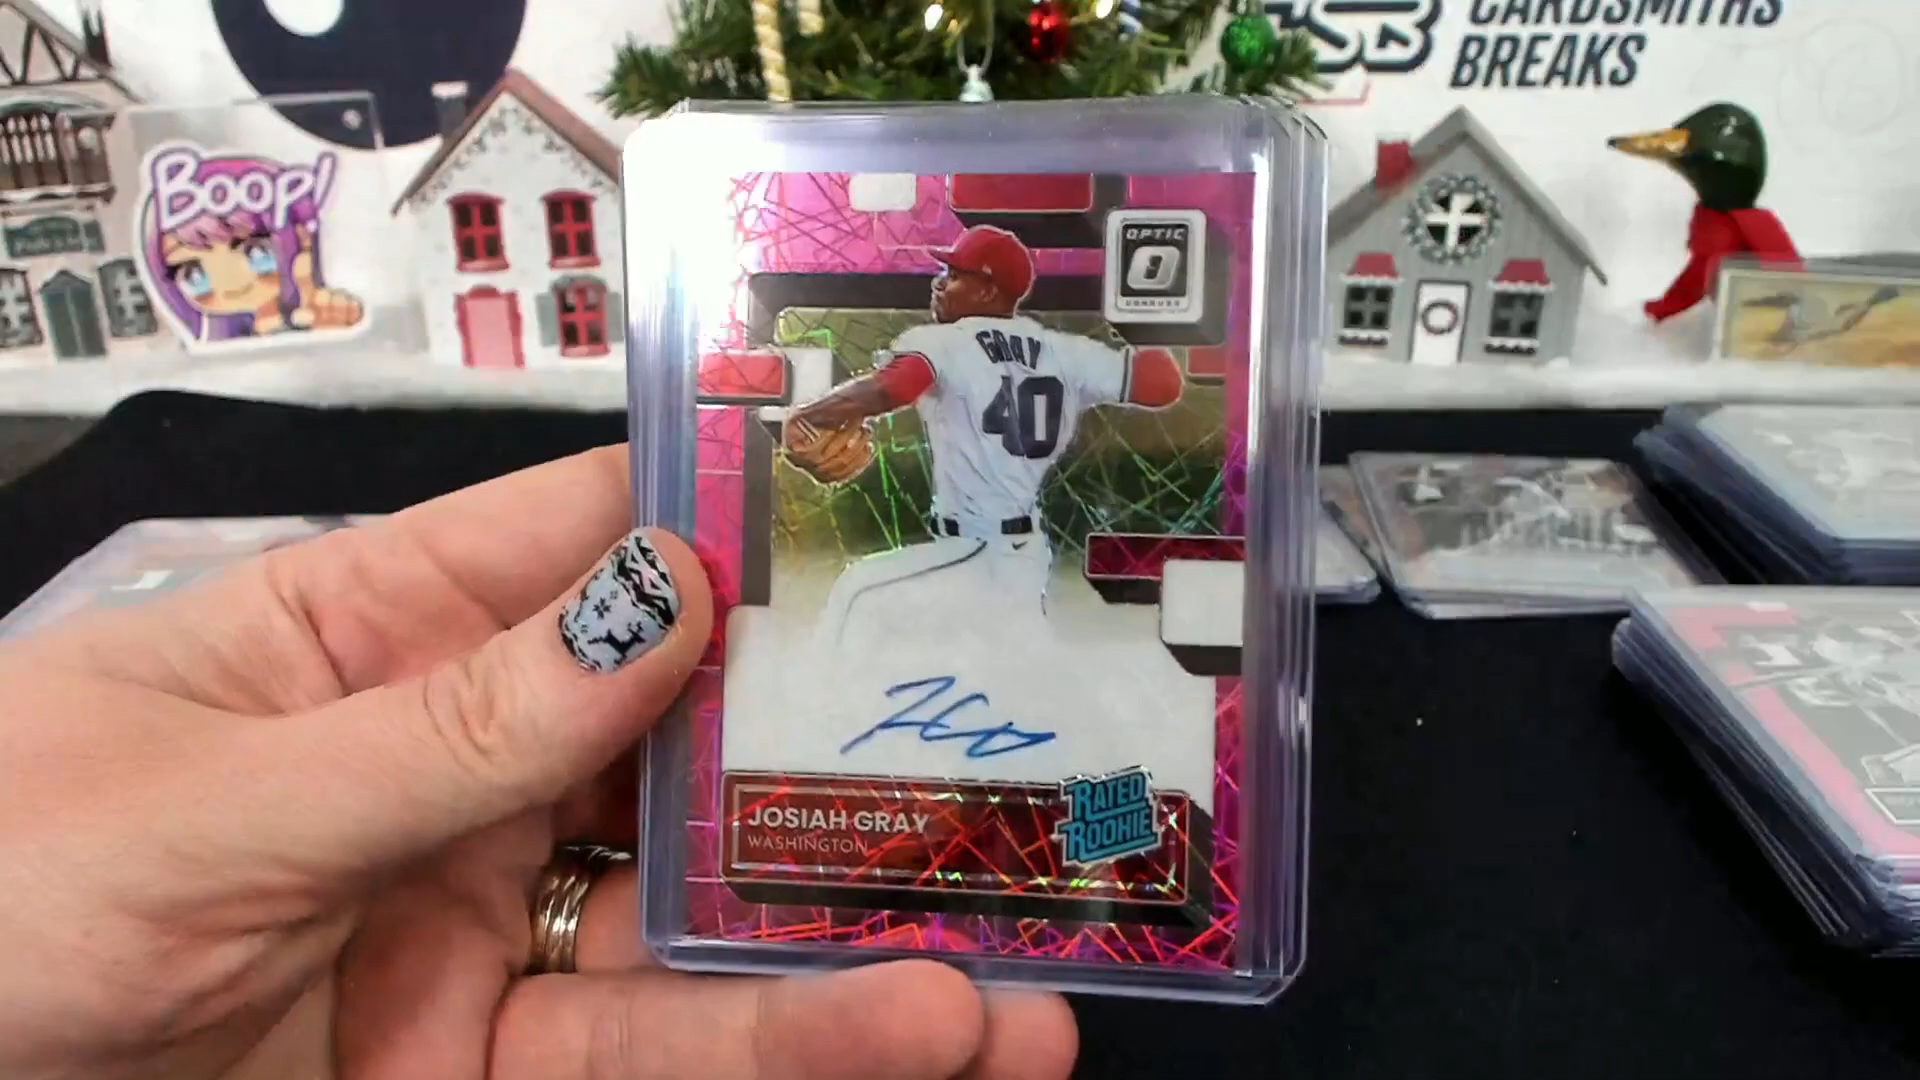 CARDSMITHS
BREAKS
BOOP!
OPTIC
DONRUSS
GRAY
40
JOSIAH GRAY
WASHINGTON
RATED
ROOKIE